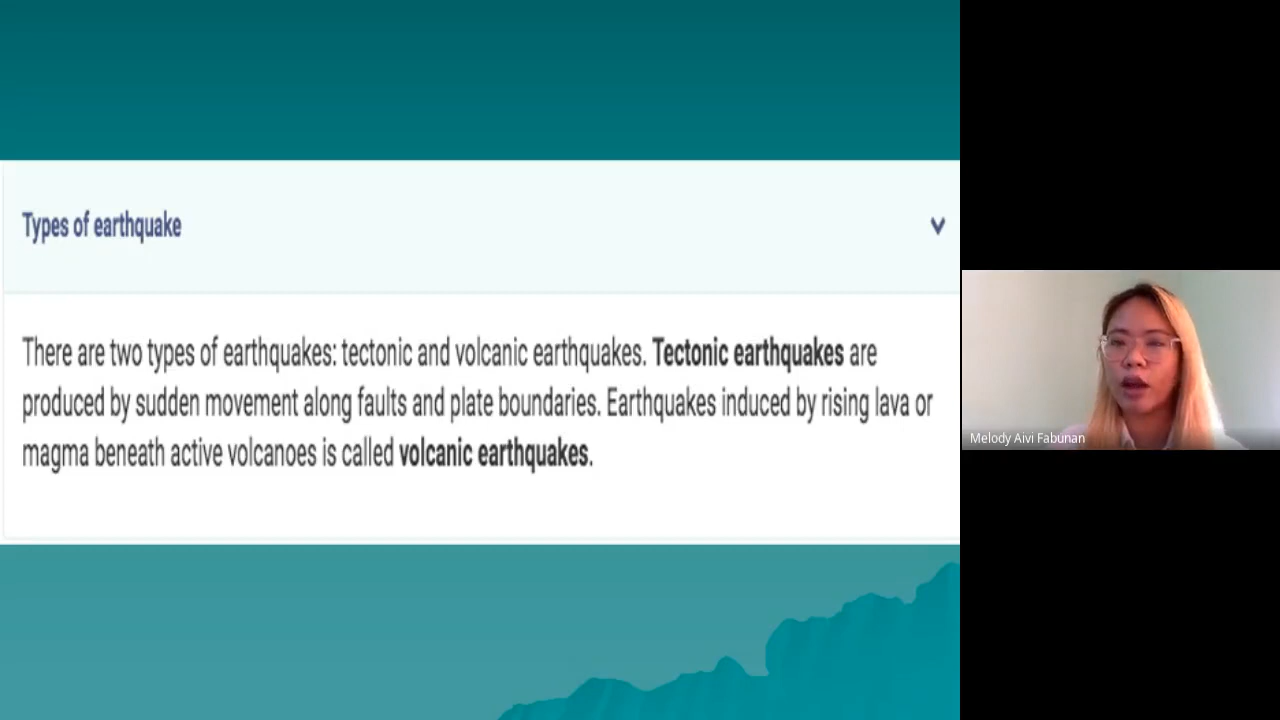 Types of earthquake
There are two types of earthquakes: tectonic and volcanic earthquakes. Tectonic earthquakes are
produced by sudden movement along faults and plate boundaries. Earthquakes induced by rising lava or
magma beneath active volcanoes is called volcanic earthquakes.
Melody Aivi Fabunan